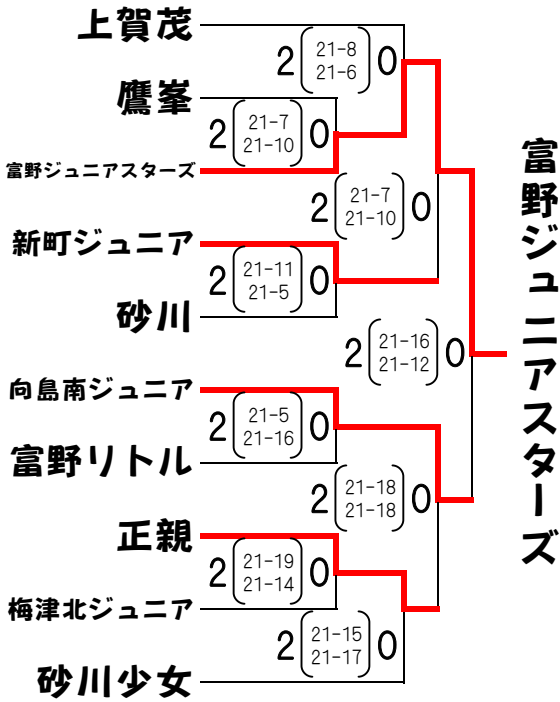 上賀茂
2 21-8 0
21-6
鷹峯
2 21-7 0
21-10
富野ジュニアスターズ
2 21-7 0
21-10
新町ジュニア
2 21-11 0
21-5
砂川
2 21-16 0
21-12
富野ジュニアスターズ
向島南ジュニア
2 21-5 0
21-16
富野リトル
2 21-18 0
21-18
正親
2 21-19 0
21-14
梅津北ジュニア
2 21-15 0
21-17
砂川少女